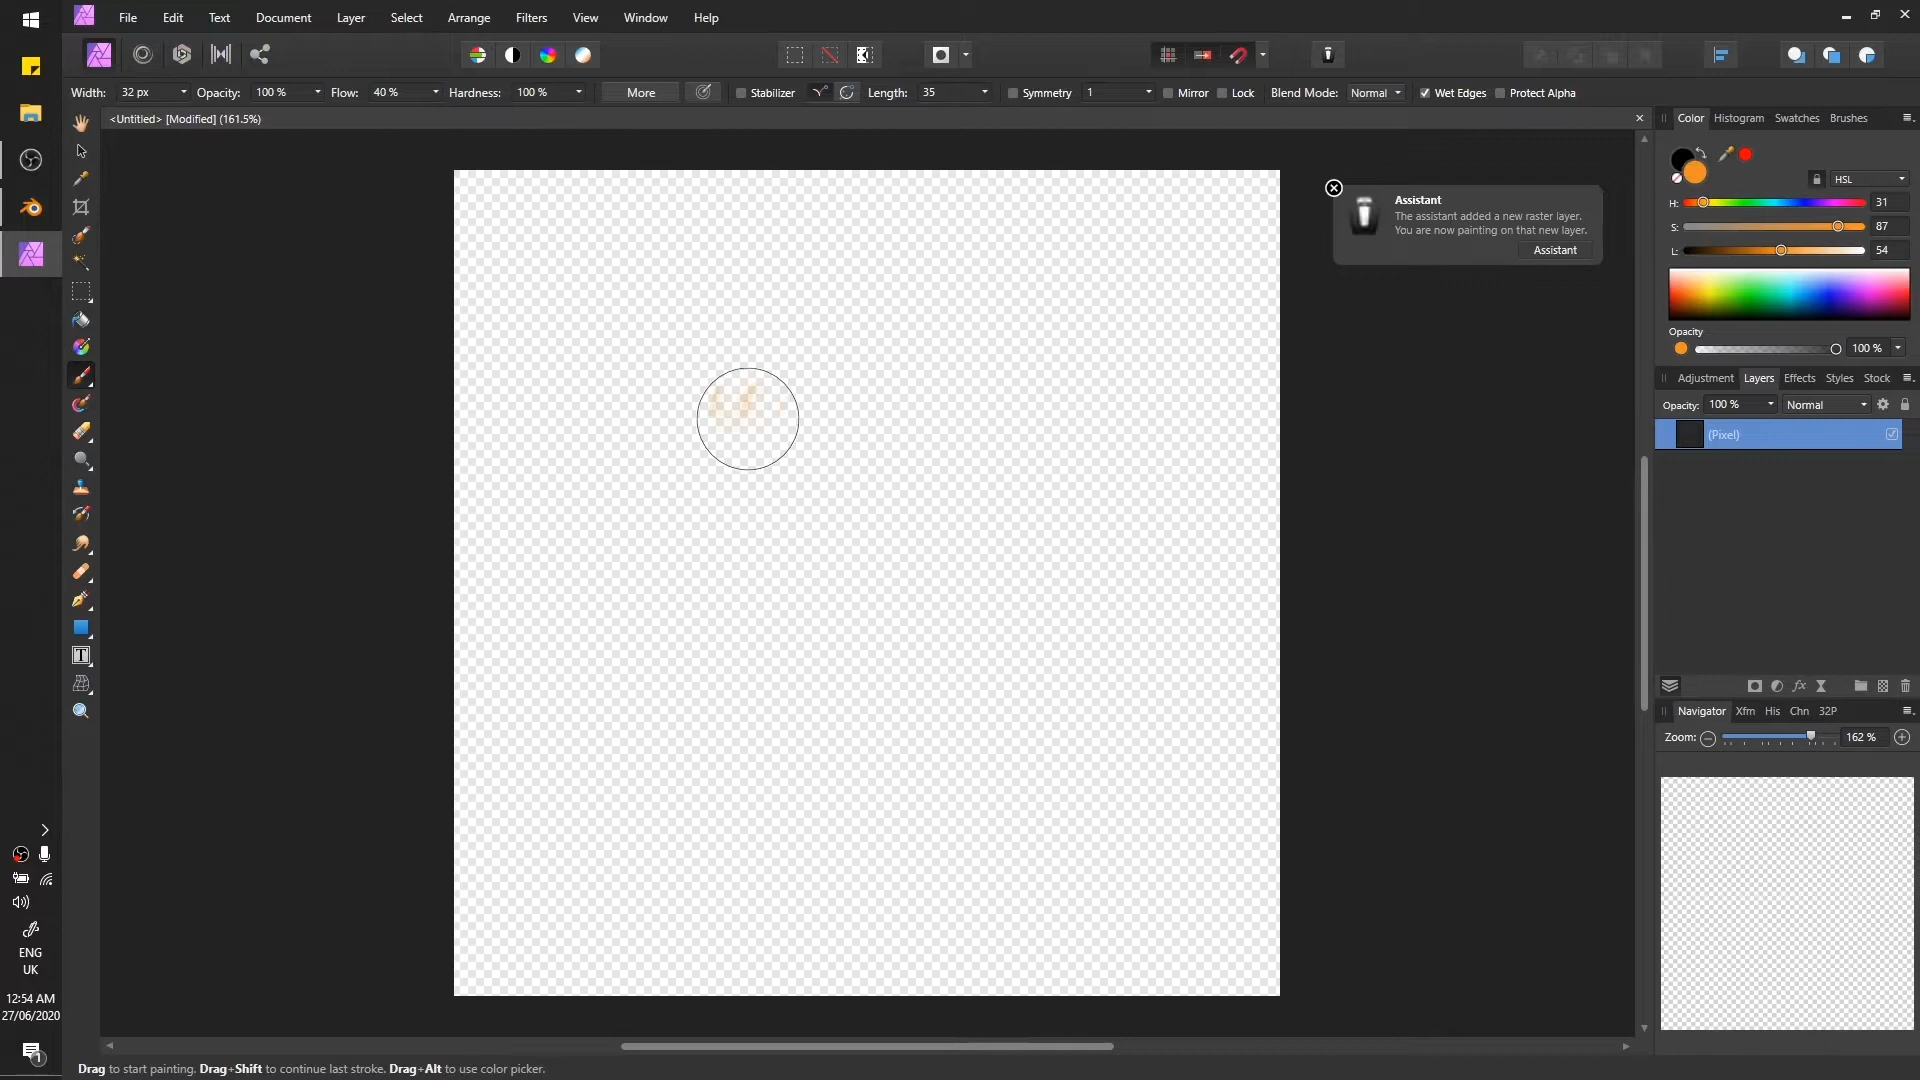 File Edit Text Document Layer Select Arrange Filters View Window Help
Width: 32 px Opacity: 100 % Flow: 40 % Hardness: 100 % More Stabilizer Length: 35 Symmetry 1 Mirror Lock Blend Mode: Normal Wet Edges Protect Alpha
<Untitled> [Modified] (161.5%)
Color Histogram Swatches Brushes
HSL
H: 31
S: 87
L: 54
Opacity
100 %
Assistant
The assistant added a new raster layer.
You are now painting on that new layer.
Assistant
Adjustment Layers Effects Styles Stock
Opacity: 100 % Normal
(Pixel)
Navigator Xfm His Chn 32P
Zoom: 162 %
ENG
UK
12:54 AM
27/06/2020
1
Drag to start painting. Drag+Shift to continue last stroke. Drag+Alt to use color picker.